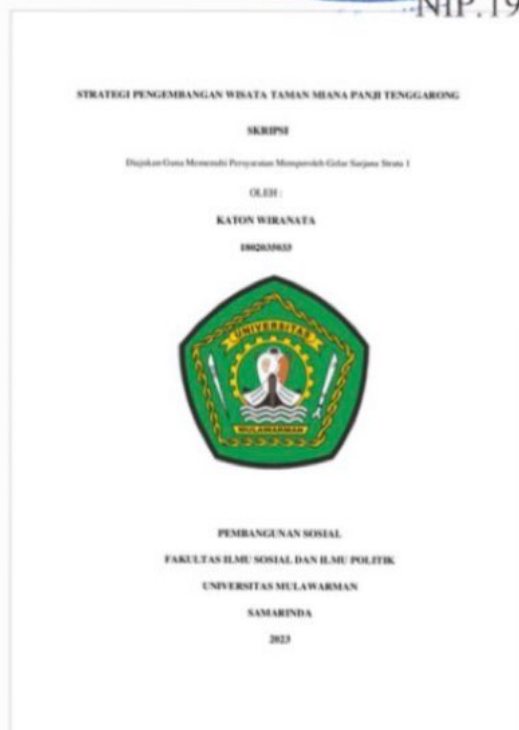 NIP.19
STRATEGI PENGEMBANGAN WISATA TAMAN MIANA PANJI TENGGARONG
SKRIPSI
Diajukan Guna Memenuhi Persyaratan Memperoleh Gelar Sarjana Strata 1
OLEH :
KATON WIRANATA
1802035033
UNIVERSITAS
MULAWARMAN
PEMBANGUNAN SOSIAL
FAKULTAS ILMU SOSIAL DAN ILMU POLITIK
UNIVERSITAS MULAWARMAN
SAMARINDA
2023